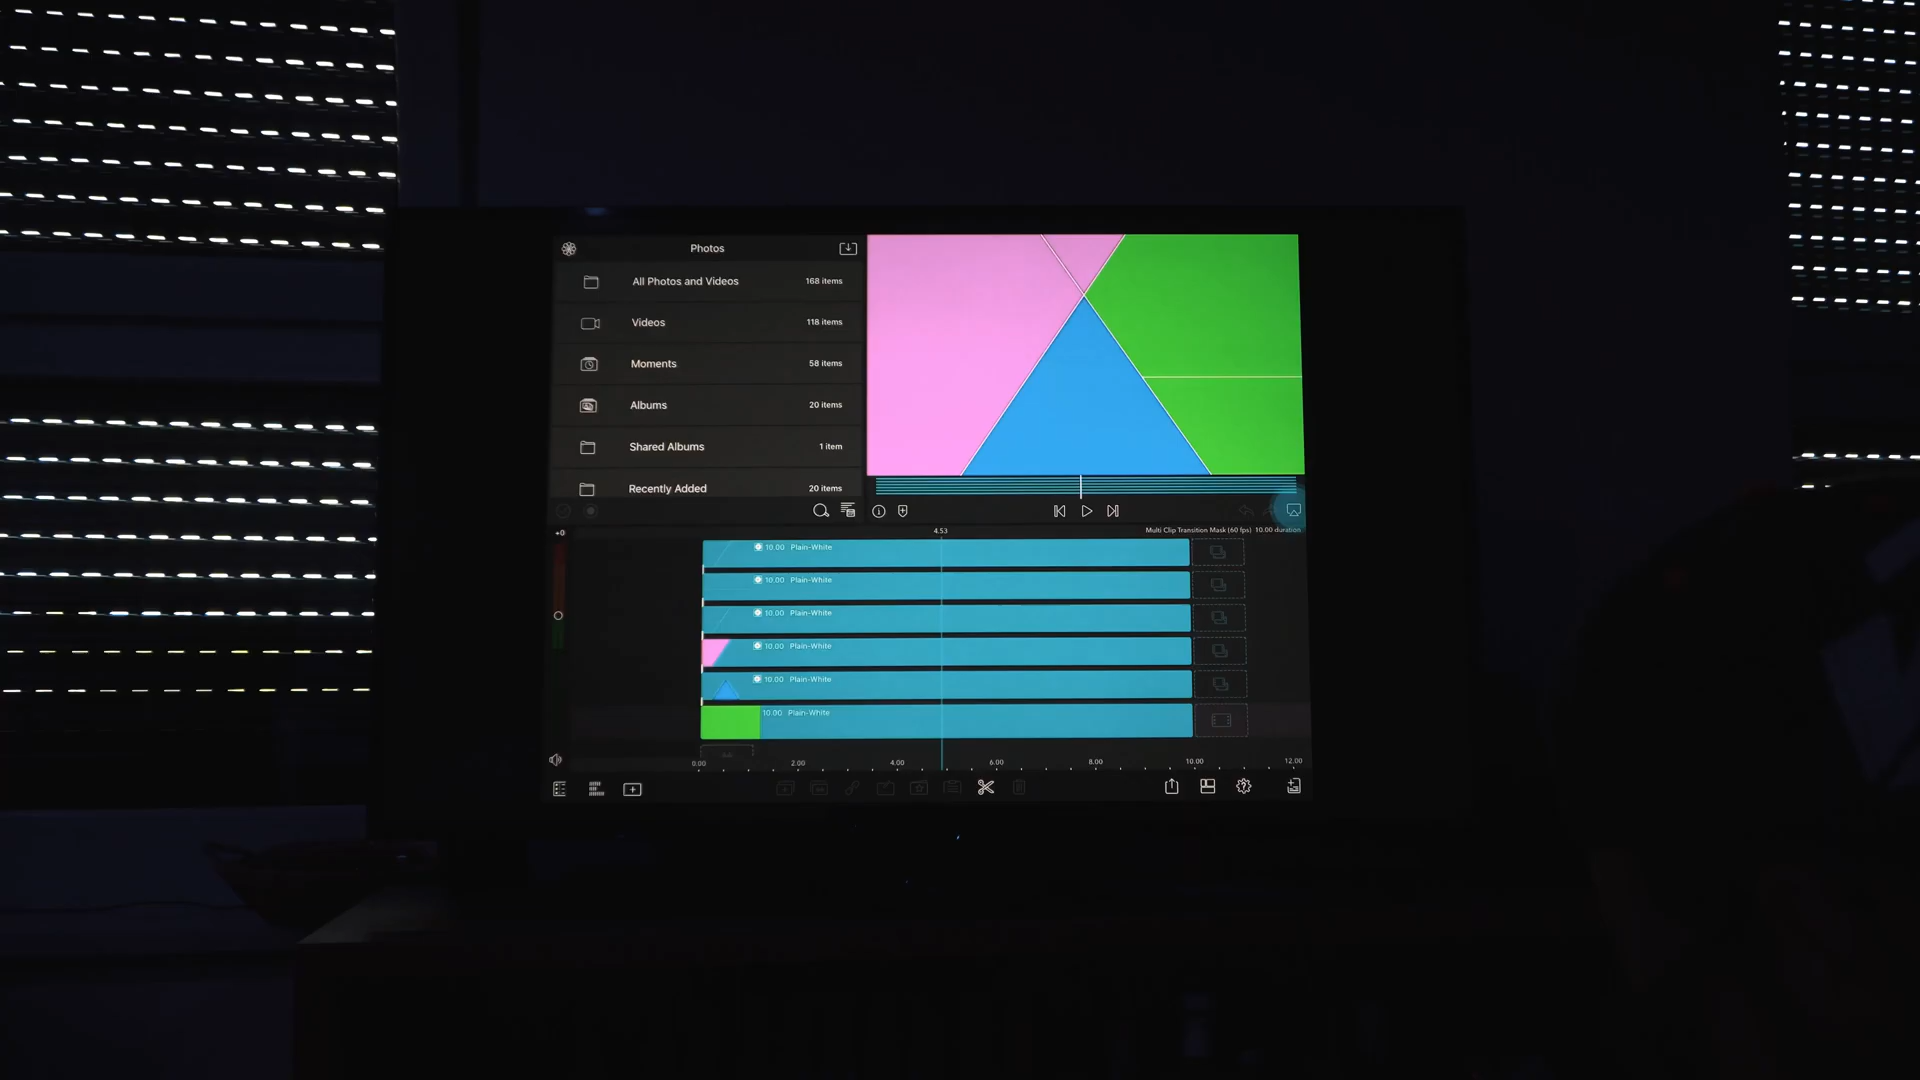 Photos
All Photos and Videos 168 items
Videos 118 items
Moments 58 items
Albums 20 items
Shared Albums 1 item
Recently Added 20 items
+0
4.53
Multi Clip Transition Mask (60 fps) 10.00 duration
10.00 Plain-White
10.00 Plain-White
10.00 Plain-White
10.00 Plain-White
10.00 Plain-White
10.00 Plain-White
0.00 2.00 4.00 6.00 8.00 10.00 12.00